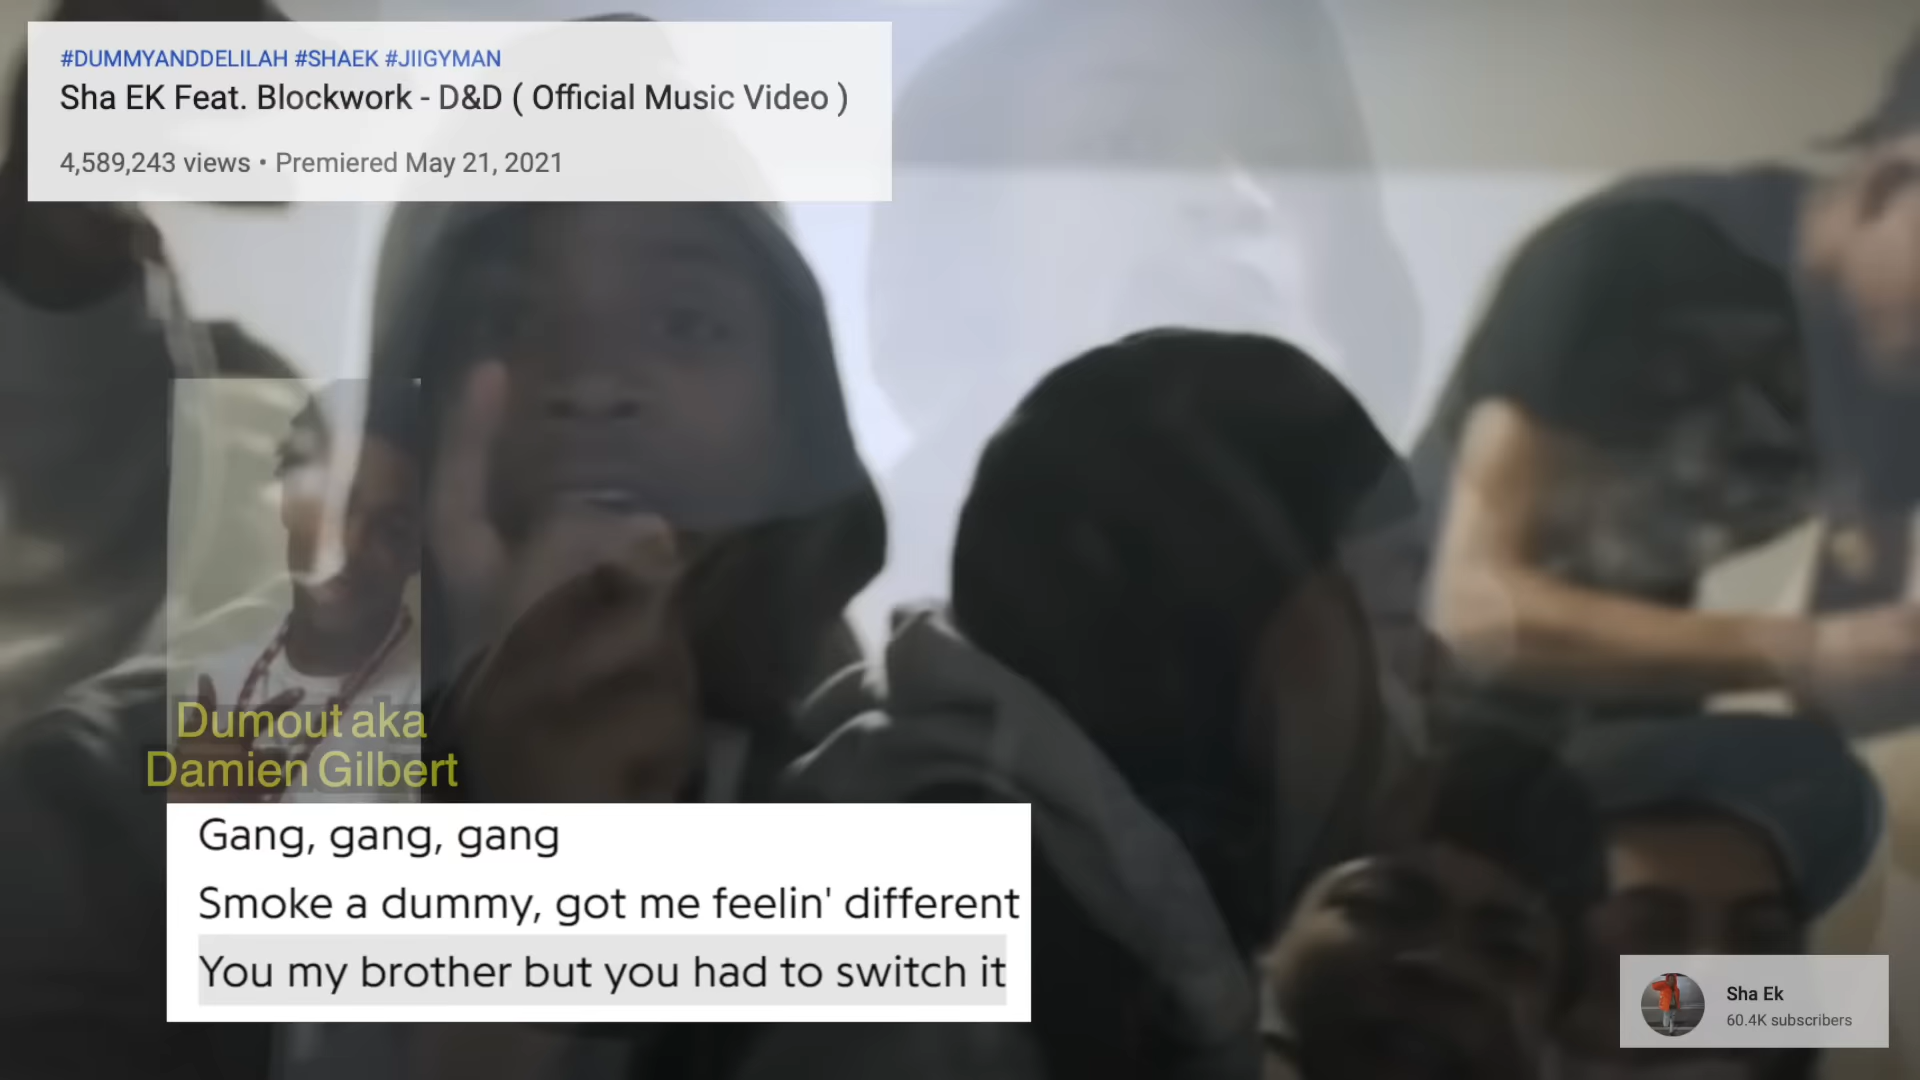 #DUMMYANDDELILAH #SHAEK #JIIGYMAN
Sha EK Feat. Blockwork - D&D ( Official Music Video )
4,589,243 views • Premiered May 21, 2021
Dumout aka
Damien Gilbert
Gang, gang, gang
Smoke a dummy, got me feelin' different
You my brother but you had to switch it
Sha Ek
60.4K subscribers